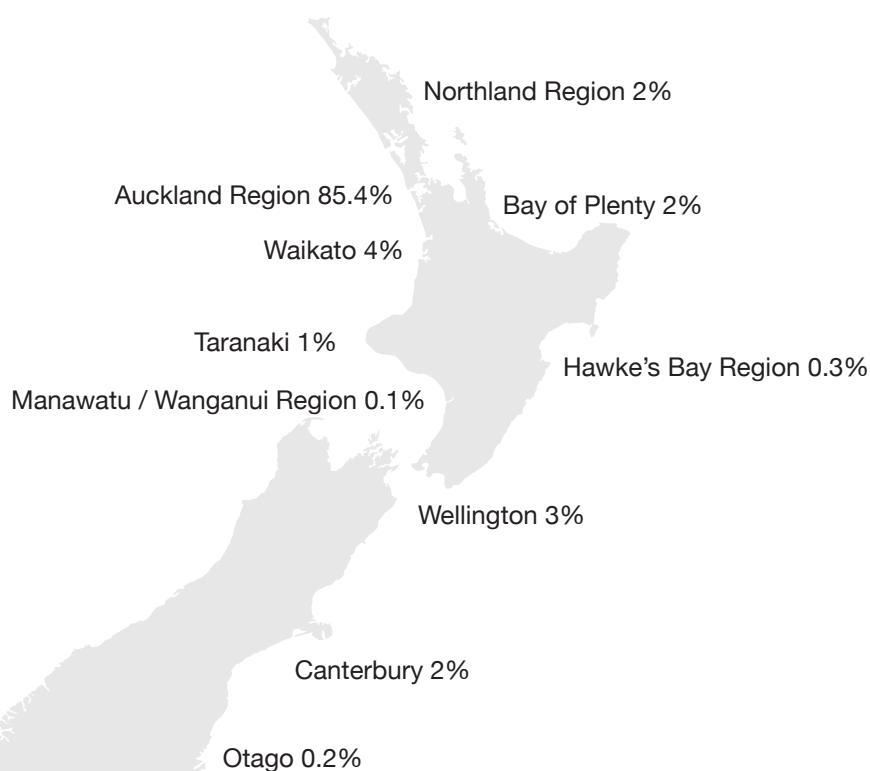 Northland Region 2%
Auckland Region 85.4%
Bay of Plenty 2%
Waikato 4%
Taranaki 1%
Hawke’s Bay Region 0.3%
Manawatu / Wanganui Region 0.1%
Wellington 3%
Canterbury 2%
Otago 0.2%